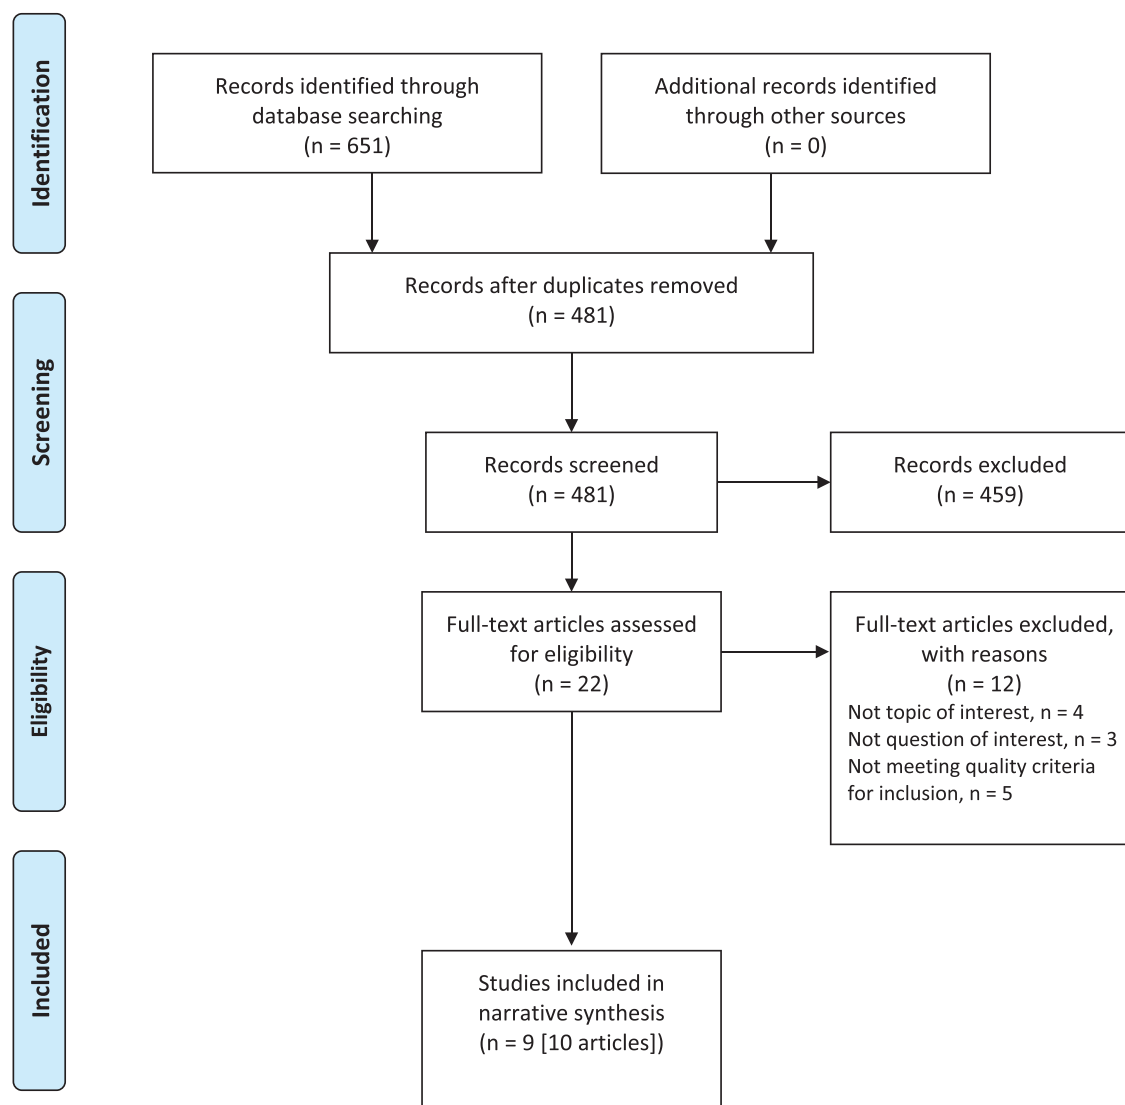 Identification
Records identified through
database searching
(n = 651)
Additional records identified
through other sources
(n = 0)
Records after duplicates removed
(n = 481)
Screening
Records screened
(n = 481)
Records excluded
(n = 459)
Eligibility
Full-text articles assessed
for eligibility
(n = 22)
Full-text articles excluded,
with reasons
(n = 12)
Not topic of interest, n = 4
Not question of interest, n = 3
Not meeting quality criteria
for inclusion, n = 5
Included
Studies included in
narrative synthesis
(n = 9 [10 articles])